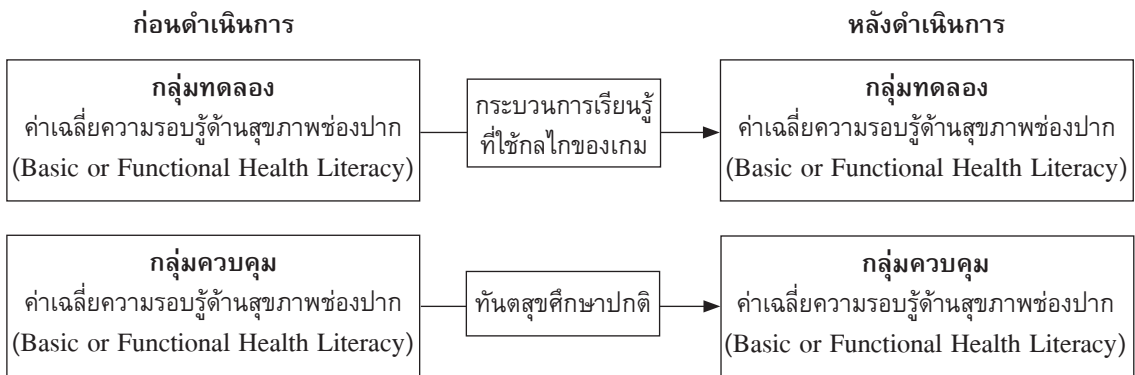 ก่อนดำเนินการ
หลังดำเนินการ
กลุ่มทดลอง
ค่าเฉลี่ยความรอบรู้ด้านสุขภาพช่องปาก
(Basic or Functional Health Literacy)
กระบวนการเรียนรู้
ที่ใช้กลไกของเกม
กลุ่มทดลอง
ค่าเฉลี่ยความรอบรู้ด้านสุขภาพช่องปาก
(Basic or Functional Health Literacy)
กลุ่มควบคุม
ค่าเฉลี่ยความรอบรู้ด้านสุขภาพช่องปาก
(Basic or Functional Health Literacy)
ทันตสุขศึกษาปกติ
กลุ่มควบคุม
ค่าเฉลี่ยความรอบรู้ด้านสุขภาพช่องปาก
(Basic or Functional Health Literacy)